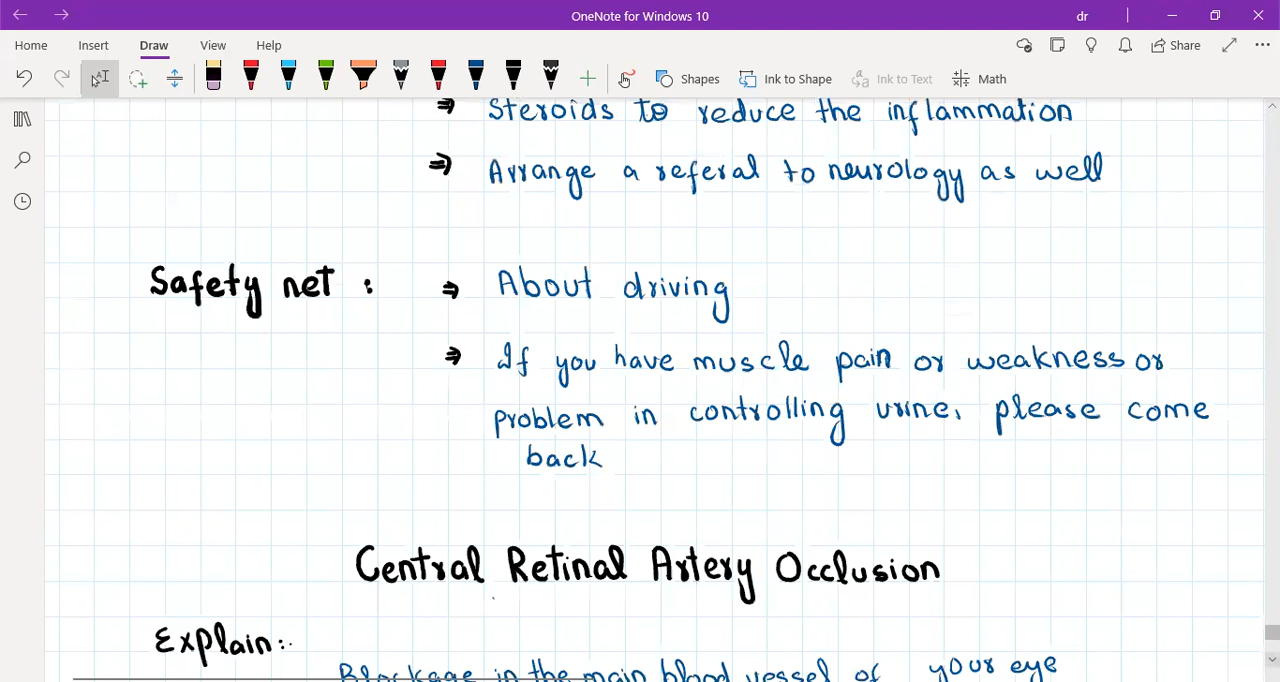 OneNote for Windows 10
dr
Home Insert Draw View Help
Share
Shapes Ink to Shape Ink to Text Math
⇒ Steroids to reduce the inflammation
⇒ Arrange a referal to neurology as well
Safety net : ⇒ About driving
⇒ If you have muscle pain or weakness or
problem in controlling urine, please come
back
Central Retinal Artery Occlusion
Explain:
Blockage in the main blood vessel of your eye